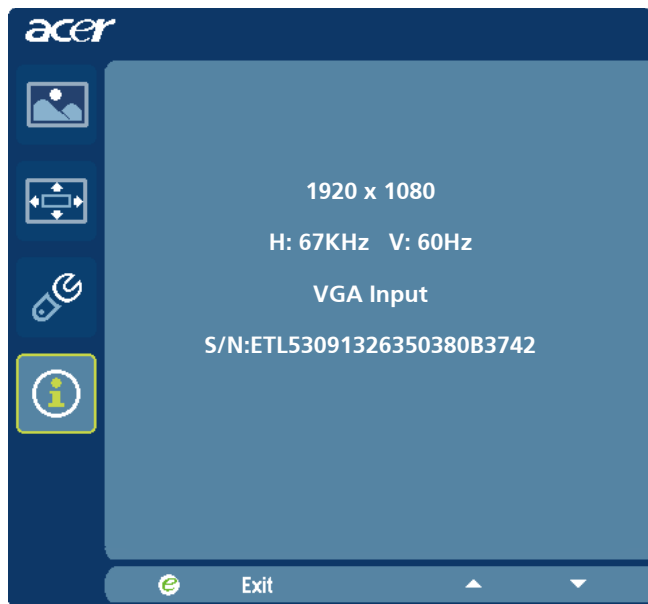 acer
1920 x 1080
H: 67KHz V: 60Hz
VGA Input
S/N:ETL53091326350380B3742
e Exit